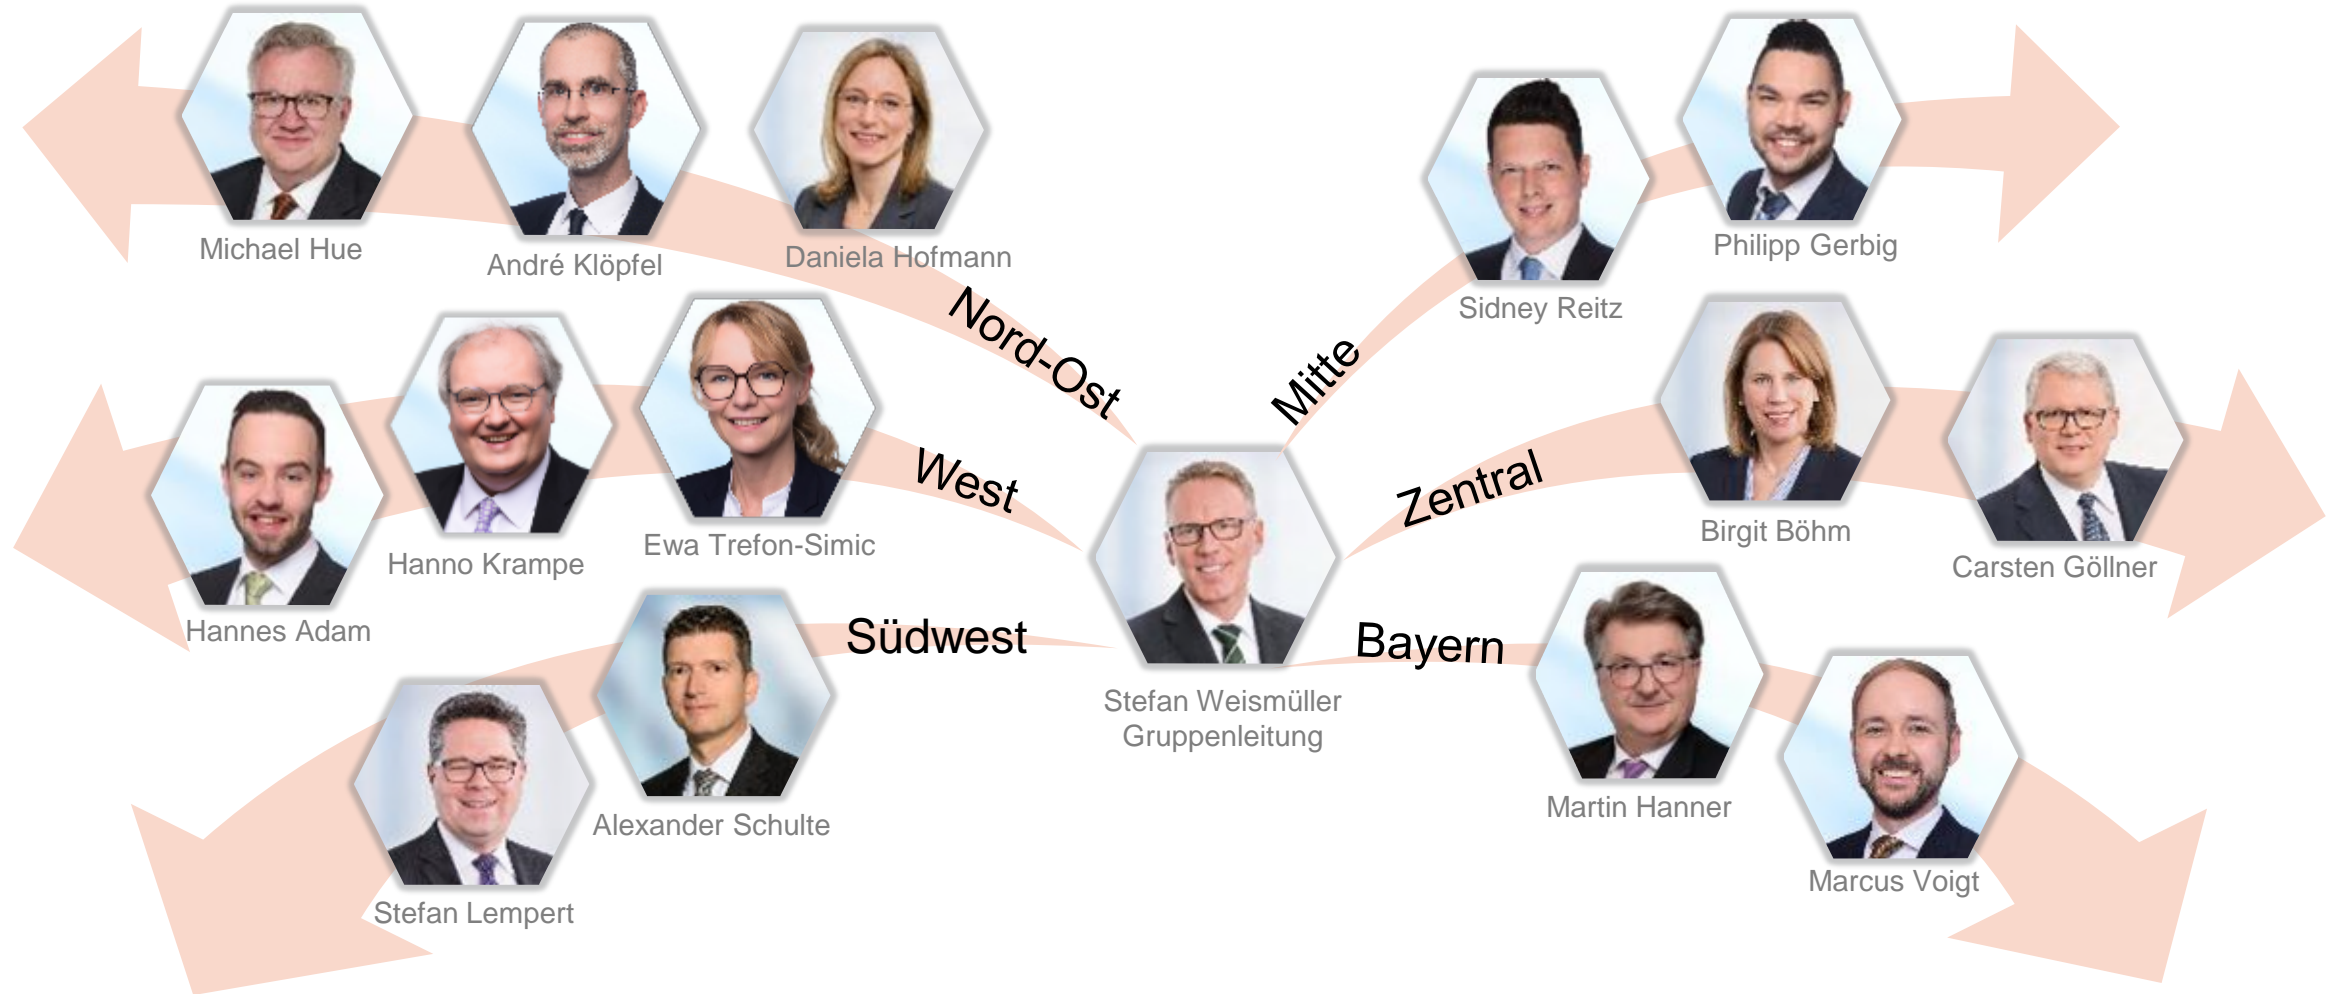 Michael Hue
André Klöpfel
Daniela Hofmann
Nord-Ost
Hannes Adam
Hanno Krampe
Ewa Trefon-Simic
West
Stefan Lempert
Alexander Schulte
Südwest
Stefan Weismüller
Gruppenleitung
Mitte
Sidney Reitz
Philipp Gerbig
Zentral
Birgit Böhm
Carsten Göllner
Bayern
Martin Hanner
Marcus Voigt